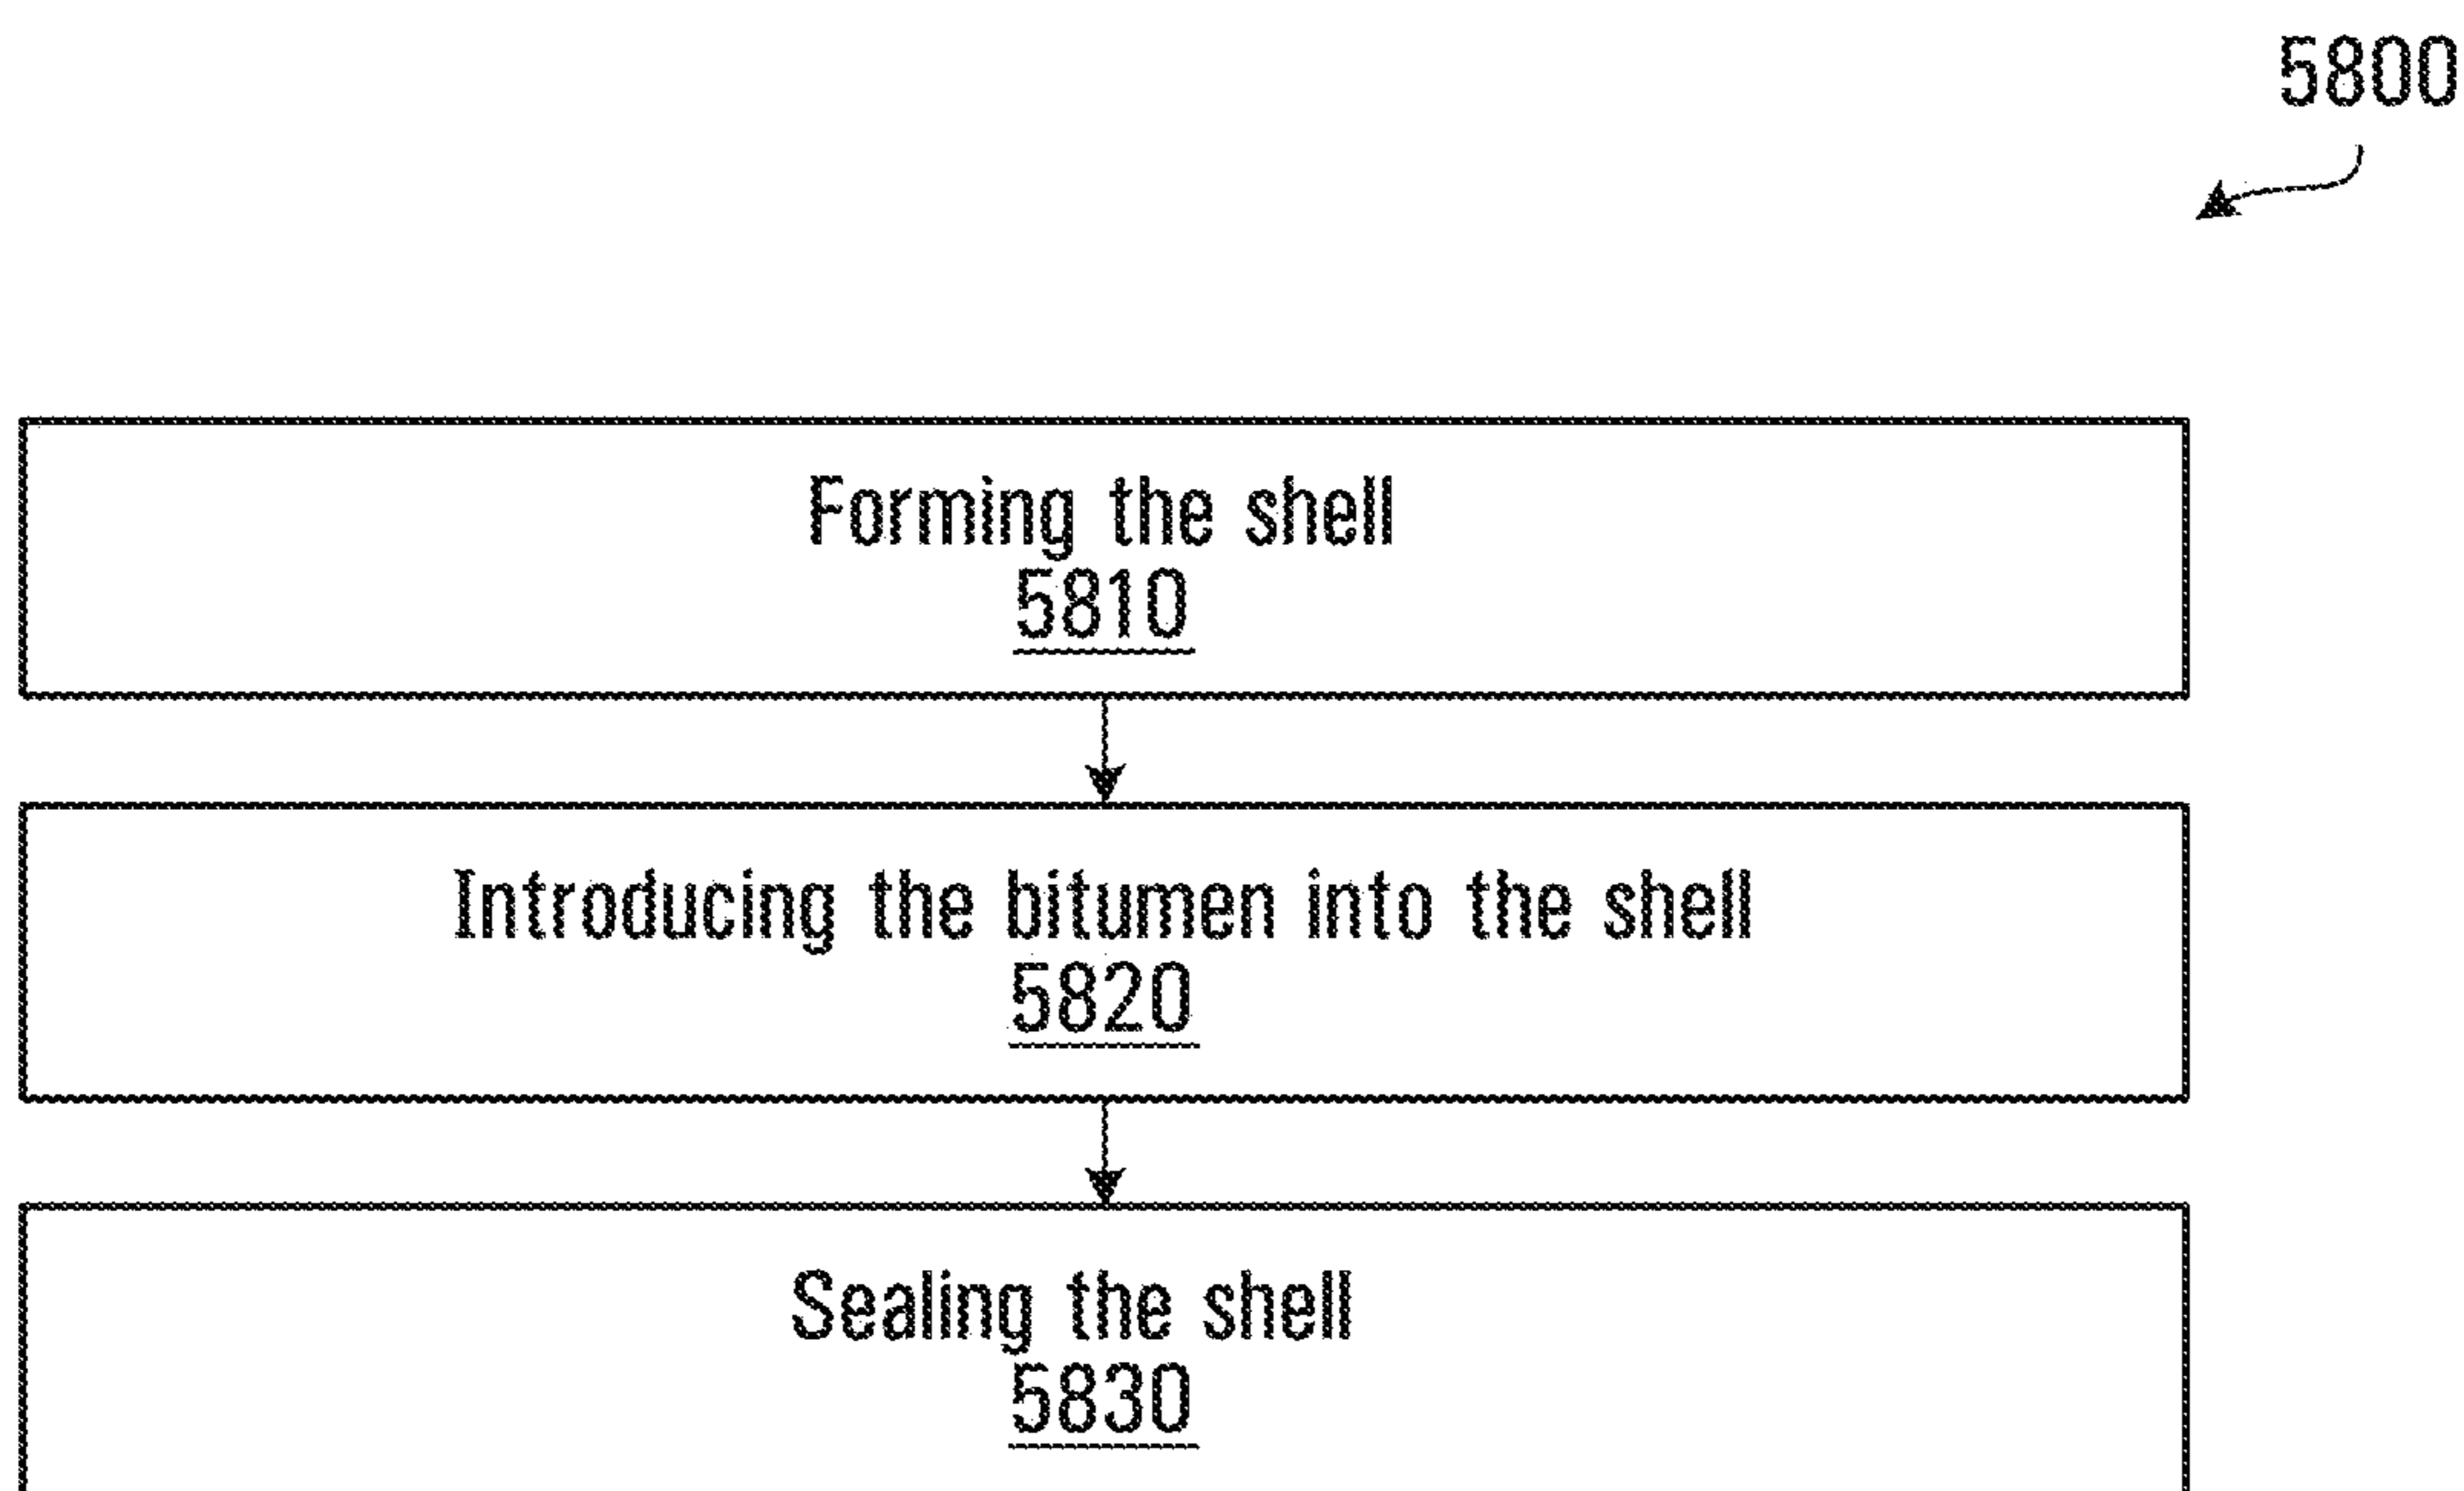 5800
Forming the shell
5810
Introducing the bitumen into the shell
5820
Sealing the shell
5830